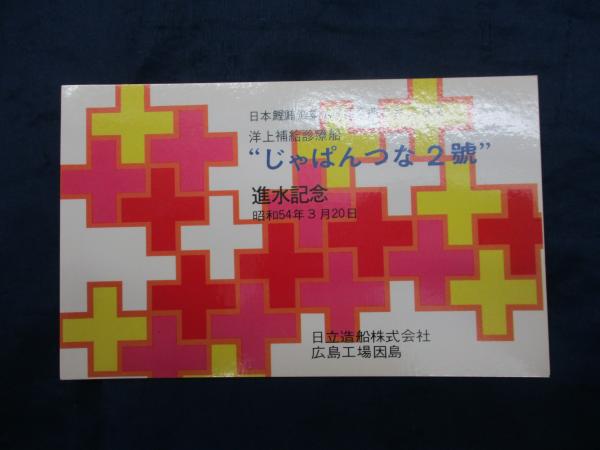 日本鰹鮪漁業
洋上補給診療船
“じゃぱんつな２號”
進水記念
昭和54年３月20日
日立造船株式会社
広島工場因島